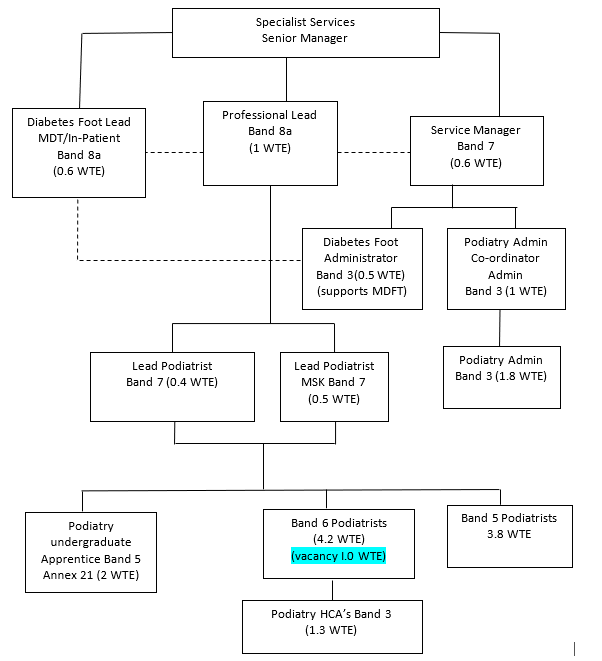 Specialist Services
Senior Manager
Diabetes Foot Lead
MDT/In-Patient
Band 8a
(0.6 WTE)
Professional Lead
Band 8a
(1 WTE)
Service Manager
Band 7
(0.6 WTE)
Diabetes Foot
Administrator
Band 3(0.5 WTE)
(supports MDFT)
Podiatry Admin
Co-ordinator
Admin
Band 3 (1 WTE)
Lead Podiatrist
Band 7 (0.4 WTE)
Lead Podiatrist
MSK Band 7
(0.5 WTE)
Podiatry Admin
Band 3 (1.8 WTE)
Podiatry
undergraduate
Apprentice Band 5
Annex 21 (2 WTE)
Band 6 Podiatrists
(4.2 WTE)
(vacancy I.0 WTE)
Band 5 Podiatrists
3.8 WTE
Podiatry HCA's Band 3
(1.3 WTE)